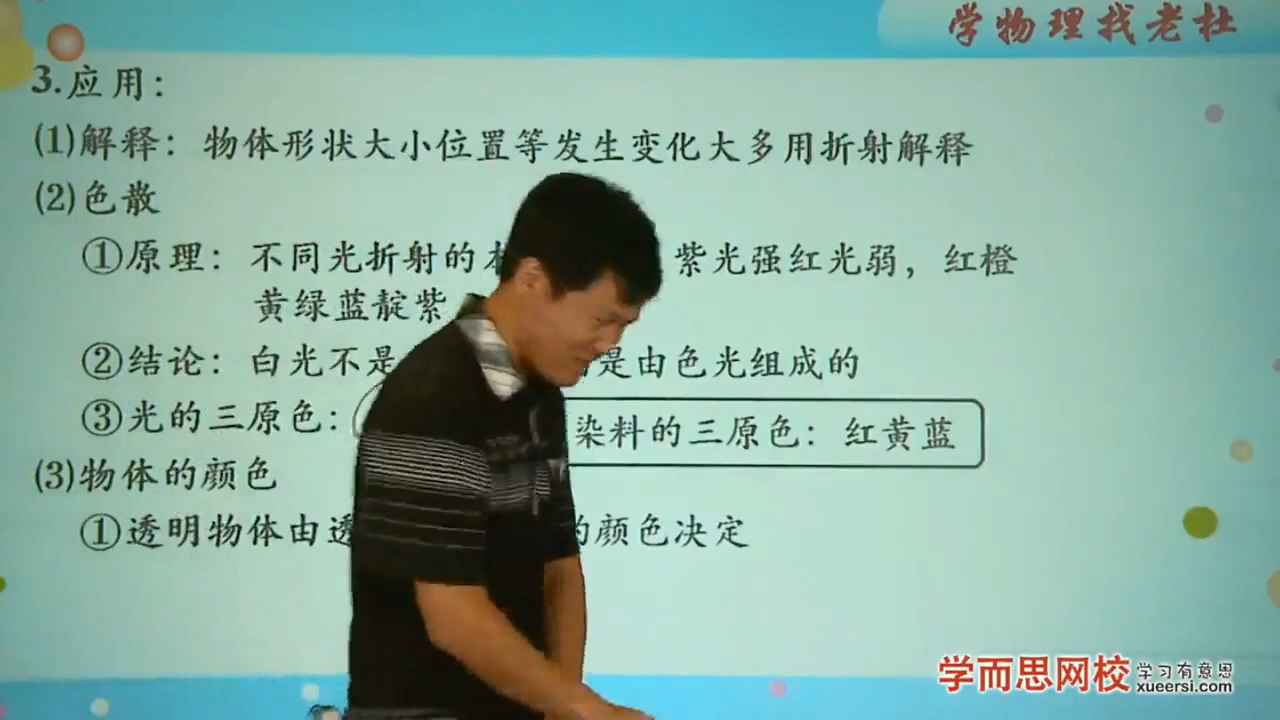 学物理找老杜
3.应用：
(1)解释：物体形状大小位置等发生变化大多用折射解释
(2)色散
①原理：不同光折射的 紫光强红光弱，红橙
黄绿蓝靛紫
②结论：白光不是 是由色光组成的
③光的三原色： 染料的三原色：红黄蓝
(3)物体的颜色
①透明物体由透 的颜色决定
学而思网校 学习有意思
xueersi.com